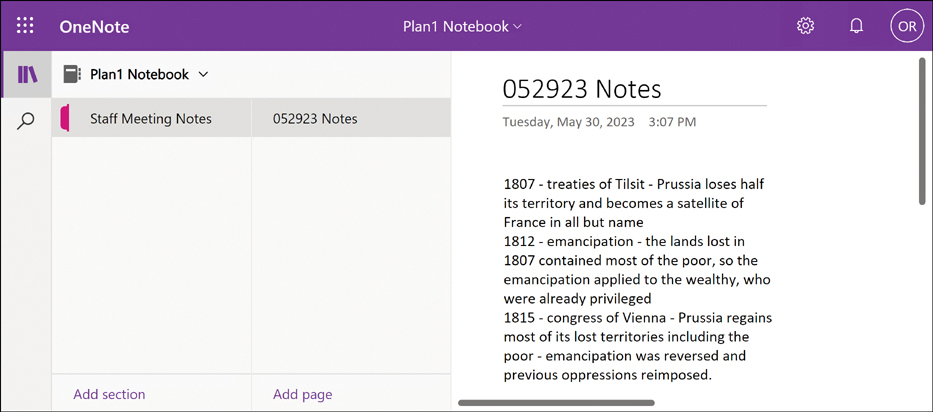 OneNote
Plan1 Notebook
OR
Plan1 Notebook
Staff Meeting Notes
052923 Notes
Add section
Add page
052923 Notes
Tuesday, May 30, 2023 3:07 PM
1807 - treaties of Tilsit - Prussia loses half
its territory and becomes a satellite of
France in all but name
1812 - emancipation - the lands lost in
1807 contained most of the poor, so the
emancipation applied to the wealthy, who
were already privileged
1815 - congress of Vienna - Prussia regains
most of its lost territories including the
poor - emancipation was reversed and
previous oppressions reimposed.